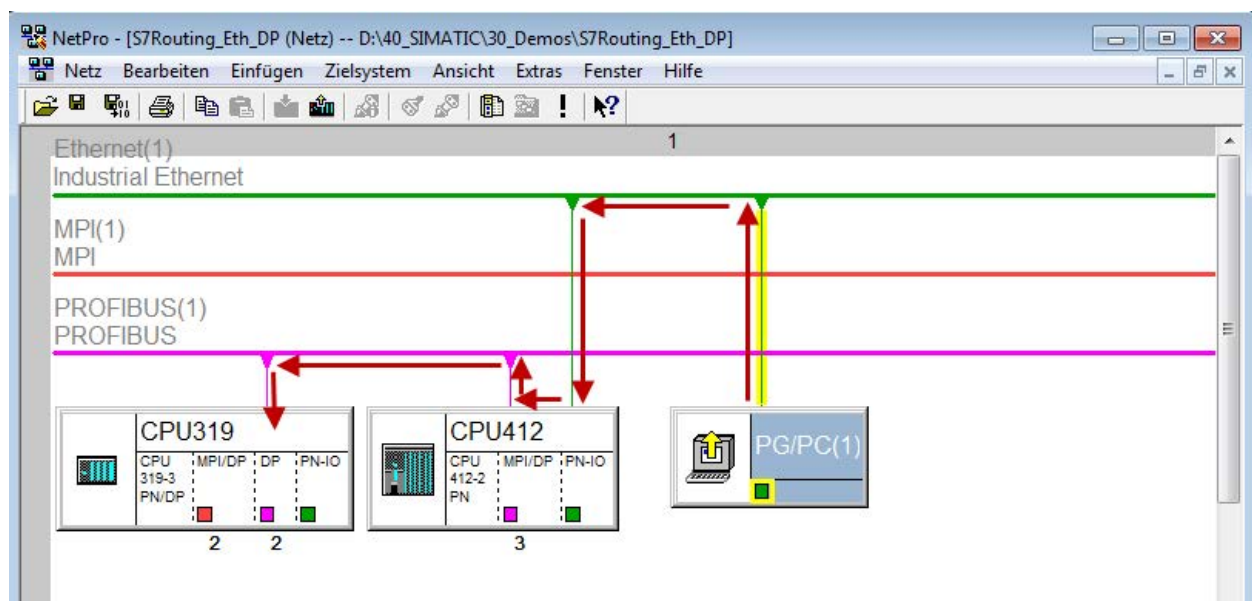 NetPro - [S7Routing_Eth_DP (Netz) -- D:\40_SIMATIC\30_Demos\S7Routing_Eth_DP]
Netz Bearbeiten Einfügen Zielsystem Ansicht Extras Fenster Hilfe
1
Ethernet(1)
Industrial Ethernet
MPI(1)
MPI
PROFIBUS(1)
PROFIBUS
CPU319
CPU 319-3 PN/DP
MPI/DP
DP
PN-IO
2 2
CPU412
CPU 412-2 PN
MPI/DP
PN-IO
3
PG/PC(1)